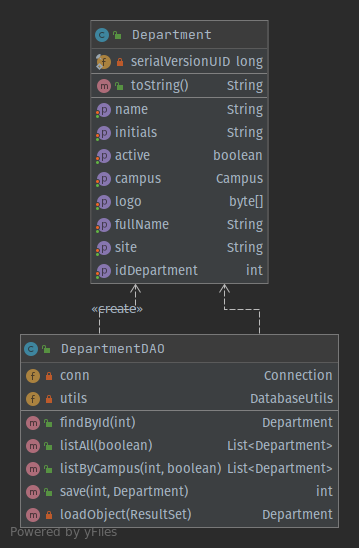 Department
serialVersionUID long
toString() String
name String
initials String
active boolean
campus Campus
logo byte[]
fullName String
site String
idDepartment int
«create»
DepartmentDAO
conn Connection
utils DatabaseUtils
findById(int) Department
listAll(boolean) List<Department>
listByCampus(int, boolean) List<Department>
save(int, Department) int
loadObject(ResultSet) Department
Powered by yFiles